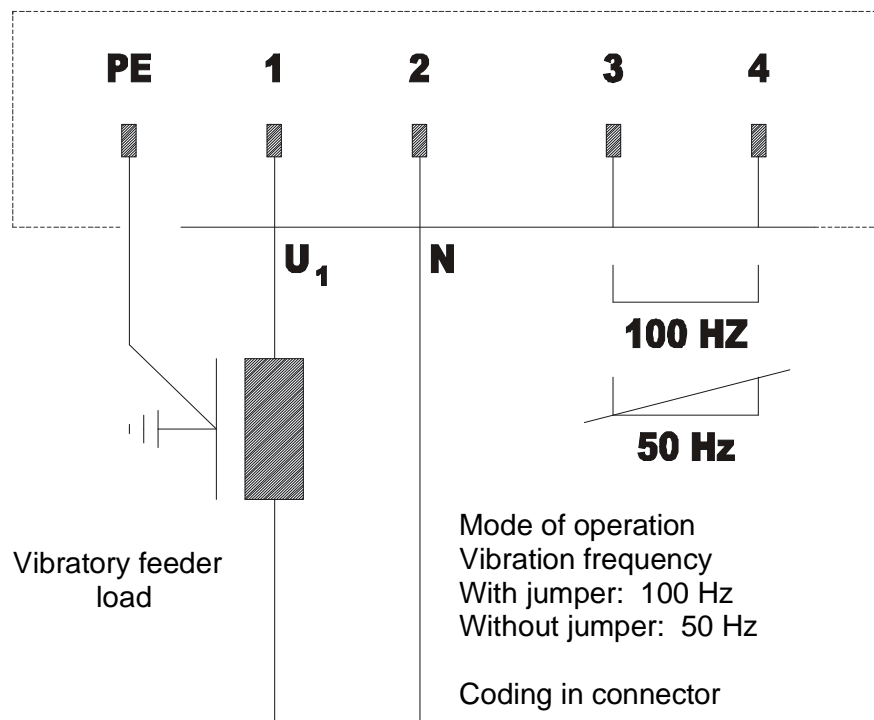 PE 1 2 3 4
U1 N
100 HZ
50 Hz
Vibratory feeder
load
Mode of operation
Vibration frequency
With jumper: 100 Hz
Without jumper: 50 Hz
Coding in connector